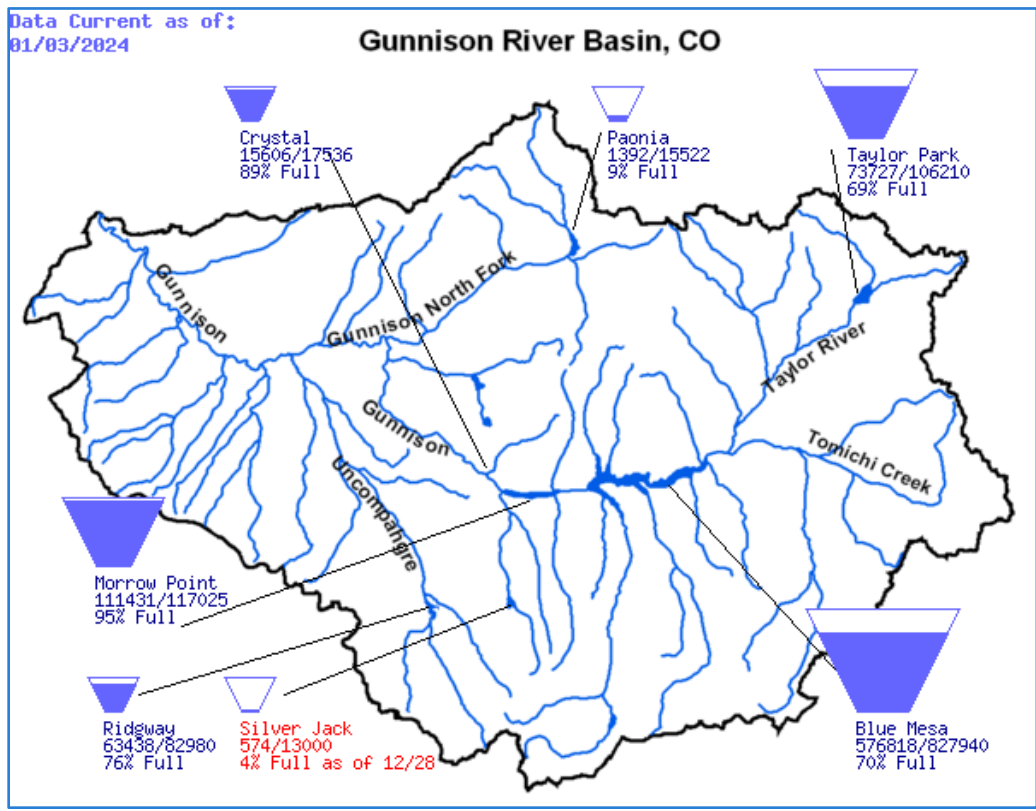 Data Current as of:
01/03/2024
Gunnison River Basin, CO
Crystal
15606/17536
89% Full
Paonia
1392/15522
9% Full
Taylor Park
73727/106210
69% Full
Gunnison
Gunnison North Fork
Taylor River
Gunnison
Tomichi Creek
Uncompahgre
Morrow Point
111431/117025
95% Full
Ridgway
63438/82980
76% Full
Silver Jack
574/13000
4% Full as of 12/28
Blue Mesa
576818/827940
70% Full